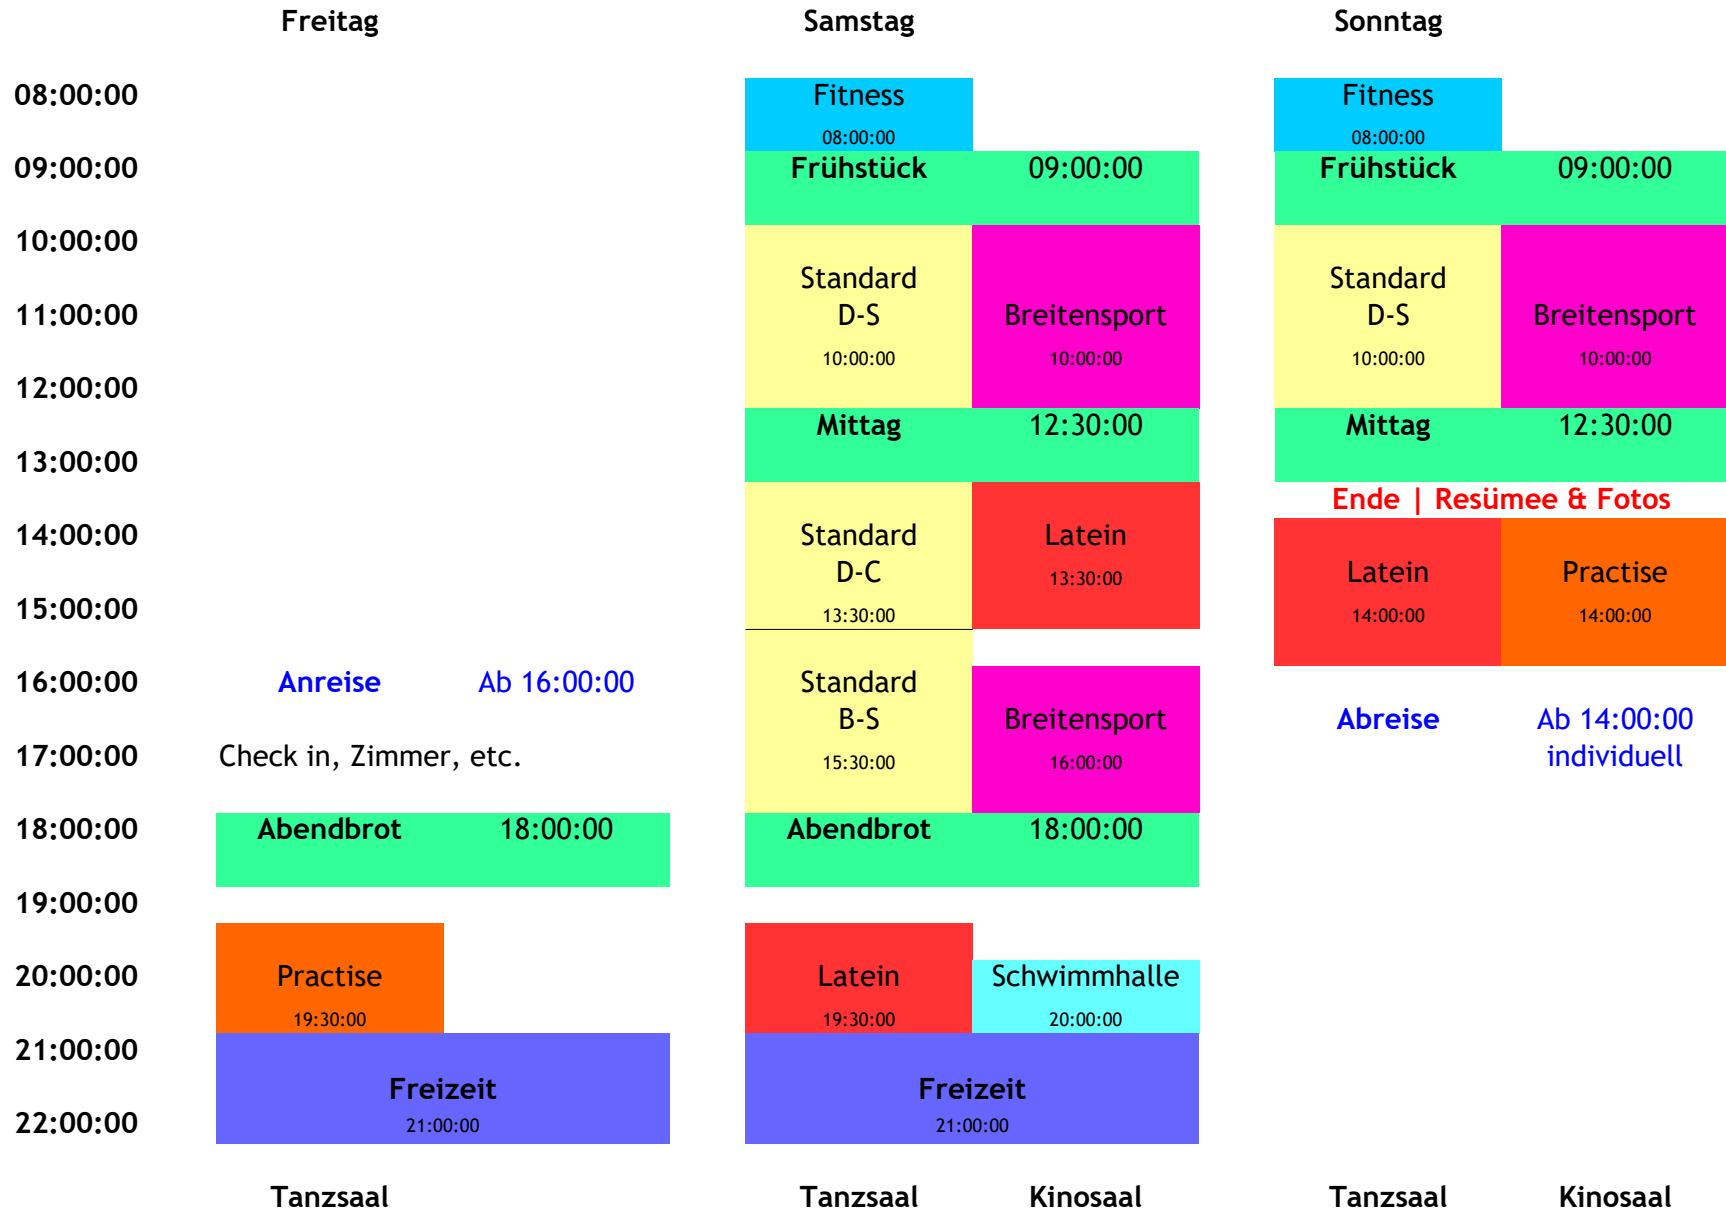 Freitag Samstag Sonntag
08:00:00 Fitness Fitness
08:00:00 08:00:00
09:00:00 Frühstück 09:00:00 Frühstück 09:00:00
10:00:00
Standard Standard
11:00:00 D-S Breitensport D-S Breitensport
10:00:00 10:00:00 10:00:00 10:00:00
12:00:00
Mittag 12:30:00 Mittag 12:30:00
13:00:00
Ende | Resümee & Fotos
14:00:00 Standard Latein
D-C 13:30:00 Latein Practise
15:00:00 13:30:00 14:00:00 14:00:00
16:00:00 Anreise Ab 16:00:00 Standard
B-S Breitensport Abreise Ab 14:00:00
17:00:00 Check in, Zimmer, etc. 15:30:00 16:00:00 individuell
18:00:00 Abendbrot 18:00:00 Abendbrot 18:00:00
19:00:00
20:00:00 Practise Latein Schwimmhalle
19:30:00 19:30:00 20:00:00
21:00:00
Freizeit Freizeit
22:00:00 21:00:00 21:00:00
Tanzsaal Tanzsaal Kinosaal Tanzsaal Kinosaal